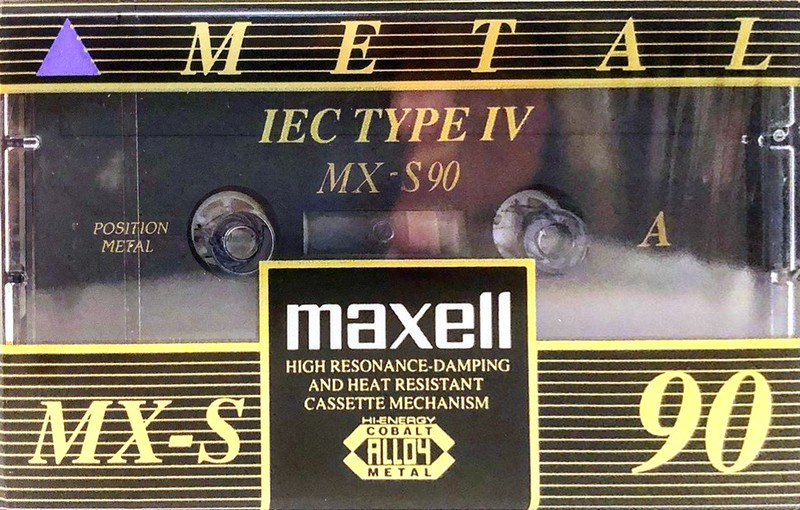 METAL
IEC TYPE IV
MX-S90
POSITION
METAL
A
maxell
HIGH RESONANCE-DAMPING
AND HEAT RESISTANT
CASSETTE MECHANISM
HI-ENERGY
COBALT
ALLOY
METAL
MX-S
90